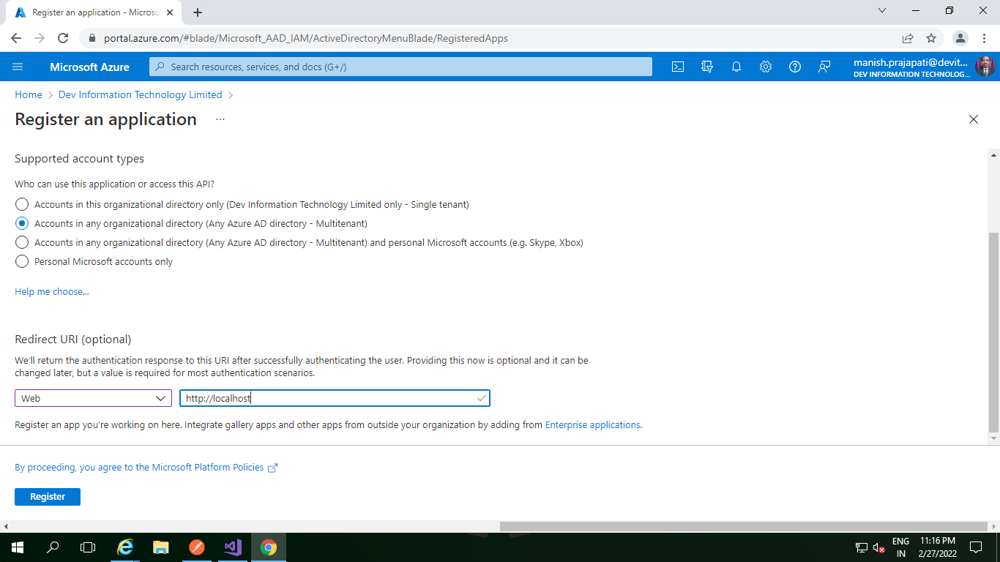 Register an application - Microso
portal.azure.com/#blade/Microsoft_AAD_IAM/ActiveDirectoryMenuBlade/RegisteredApps
Microsoft Azure
Search resources, services, and docs (G+/)
manish.prajapati@devit...
DEV INFORMATION TECHNOLOG...
Home > Dev Information Technology Limited >
Register an application ...
Supported account types
Who can use this application or access this API?
Accounts in this organizational directory only (Dev Information Technology Limited only - Single tenant)
Accounts in any organizational directory (Any Azure AD directory - Multitenant)
Accounts in any organizational directory (Any Azure AD directory - Multitenant) and personal Microsoft accounts (e.g. Skype, Xbox)
Personal Microsoft accounts only
Help me choose...
Redirect URI (optional)
We'll return the authentication response to this URI after successfully authenticating the user. Providing this now is optional and it can be
changed later, but a value is required for most authentication scenarios.
Web
http://localhost
Register an app you're working on here. Integrate gallery apps and other apps from outside your organization by adding from Enterprise applications.
By proceeding, you agree to the Microsoft Platform Policies
Register
ENG
IN
11:16 PM
2/27/2022